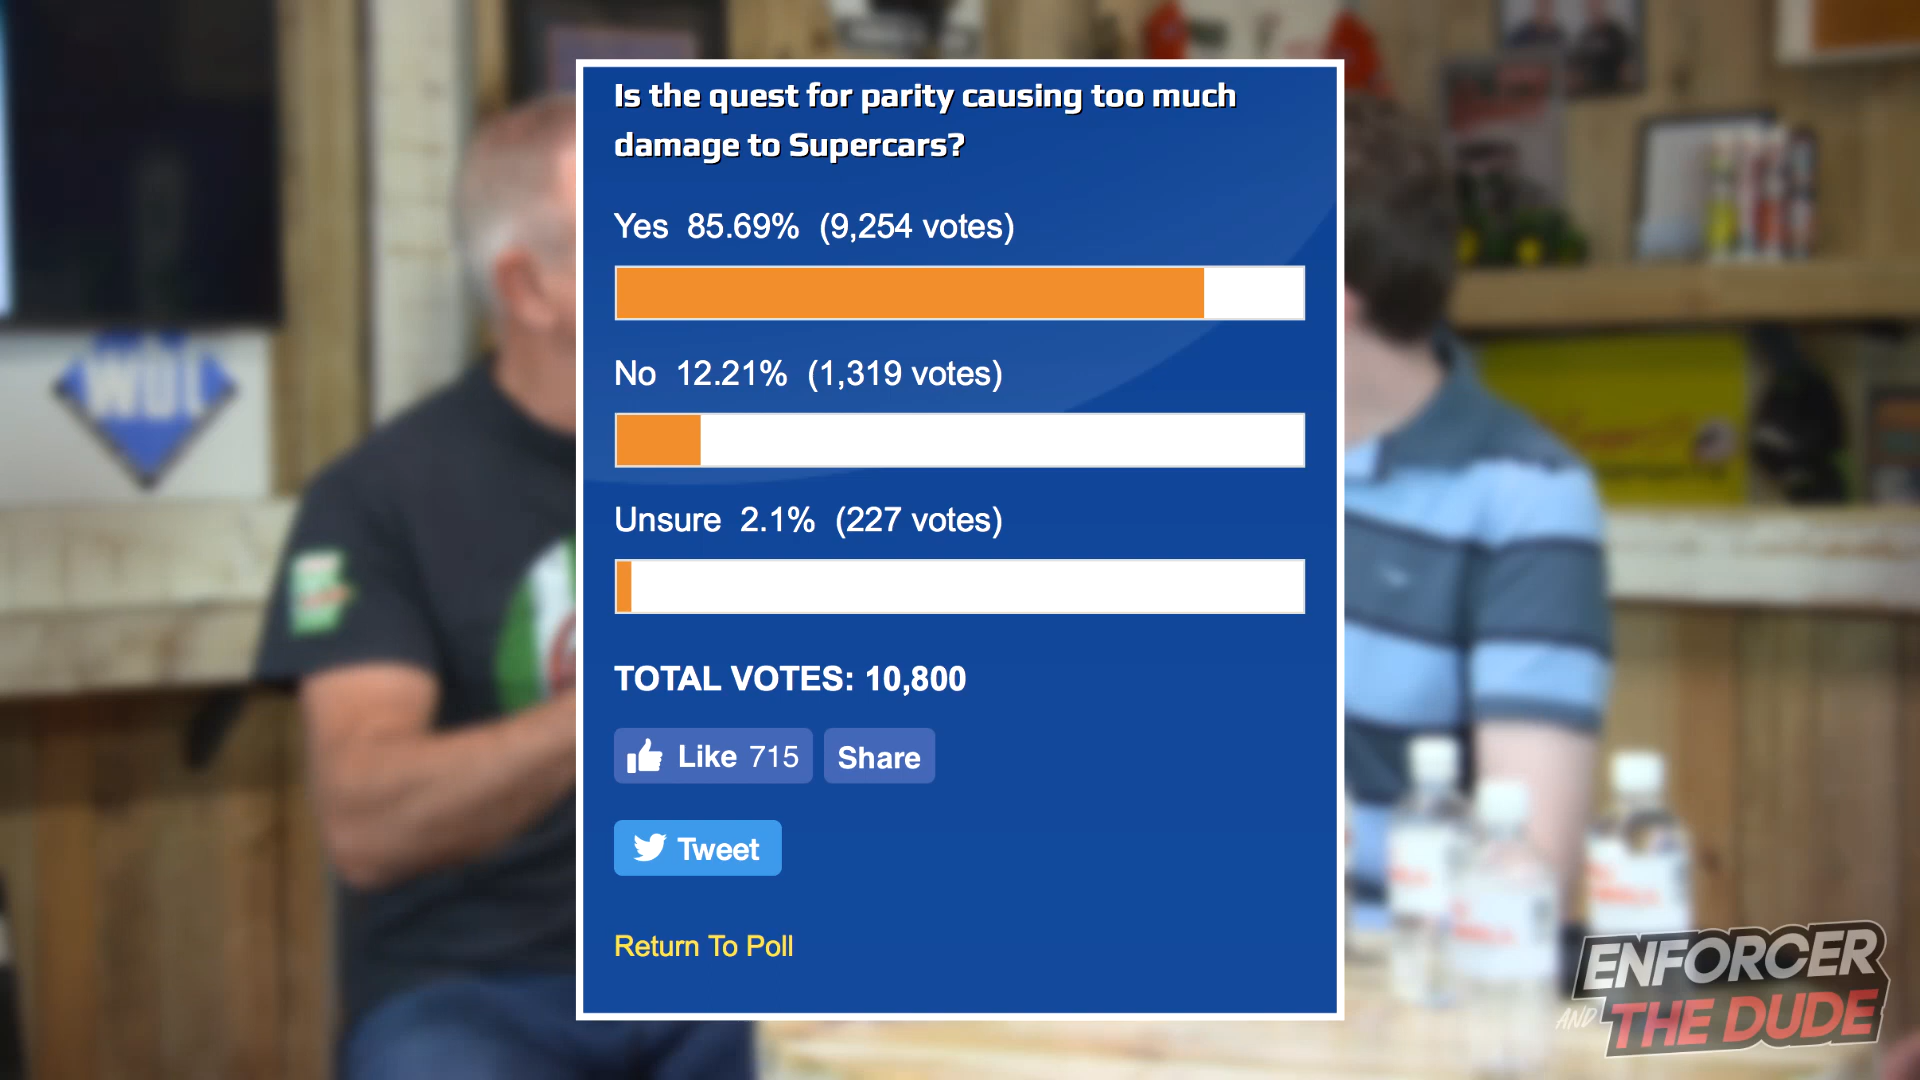 Is the quest for parity causing too much
damage to Supercars?
Yes 85.69% (9,254 votes)
No 12.21% (1,319 votes)
Unsure 2.1% (227 votes)
TOTAL VOTES: 10,800
Like 715 Share
Tweet
Return To Poll
ENFORCER
AND THE DUDE